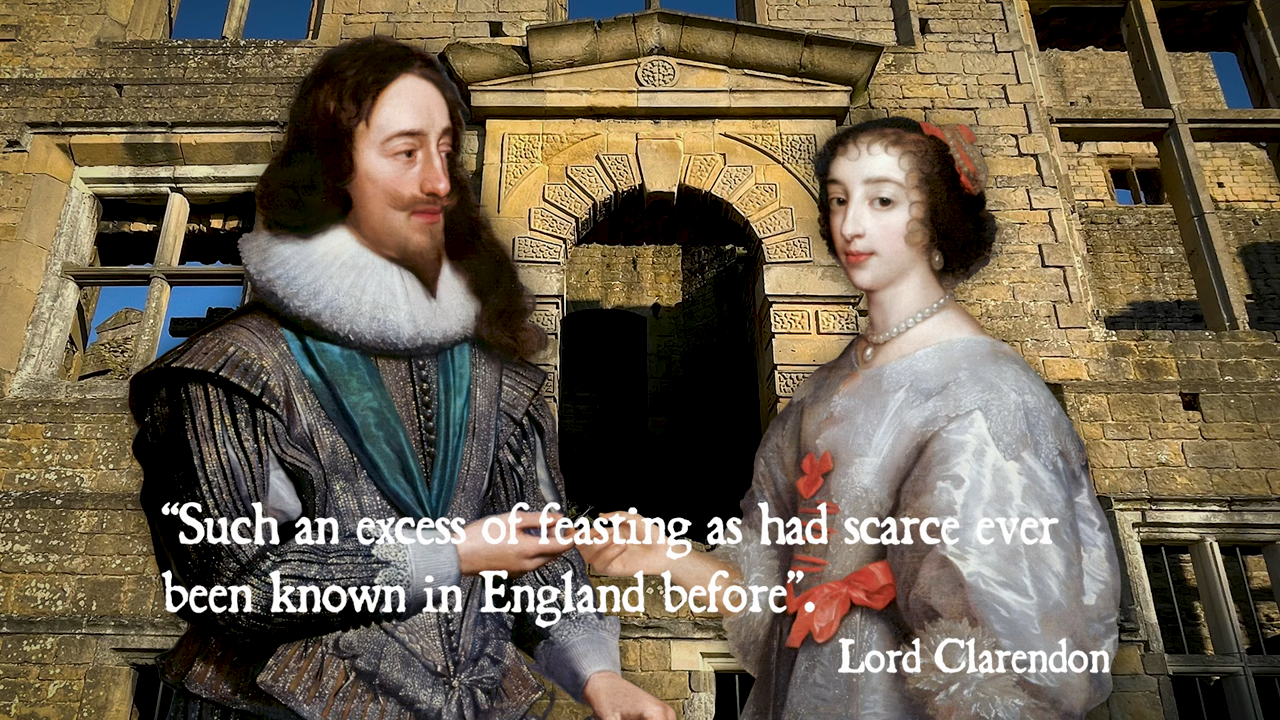 “Such an excess of feasting as had scarce ever
been known in England before”.
Lord Clarendon